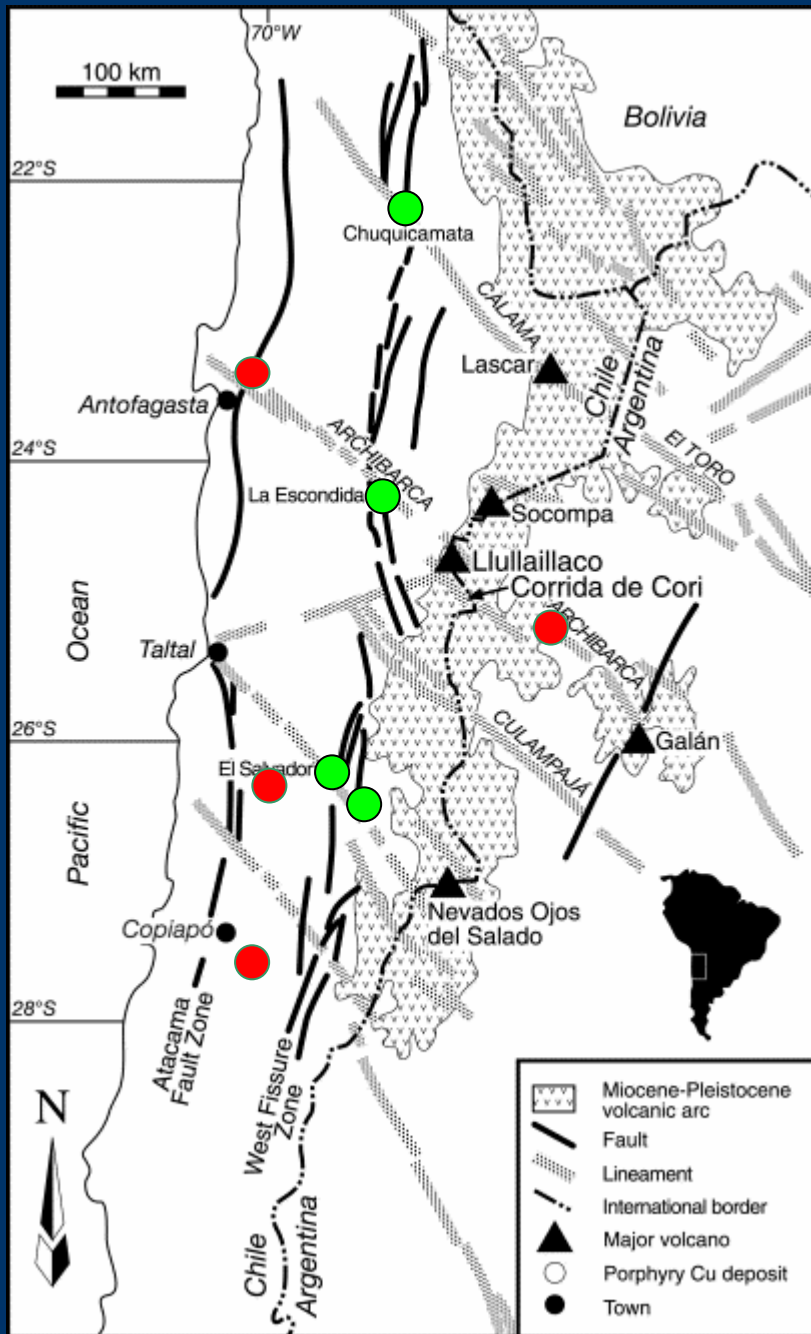 70°W
100 km
Bolivia
22°S
Chuquicamata
CALAMA
Lascar
Chile
Argentina
Antofagasta
ARCHIBARCA
24°S
El TORO
La Escondida
Socompa
Llullaillaco
Corrida de Cori
ARCHIBARCA
Ocean
Taltal
26°S
CULAMPAJÁ
Galán
El Salvador
Pacific
Nevados Ojos
del Salado
Copiapó
28°S
Atacama
Fault Zone
West Fissure
Zone
N
Chile
Argentina
Miocene-Pleistocene
volcanic arc
Fault
Lineament
International border
Major volcano
Porphyry Cu deposit
Town